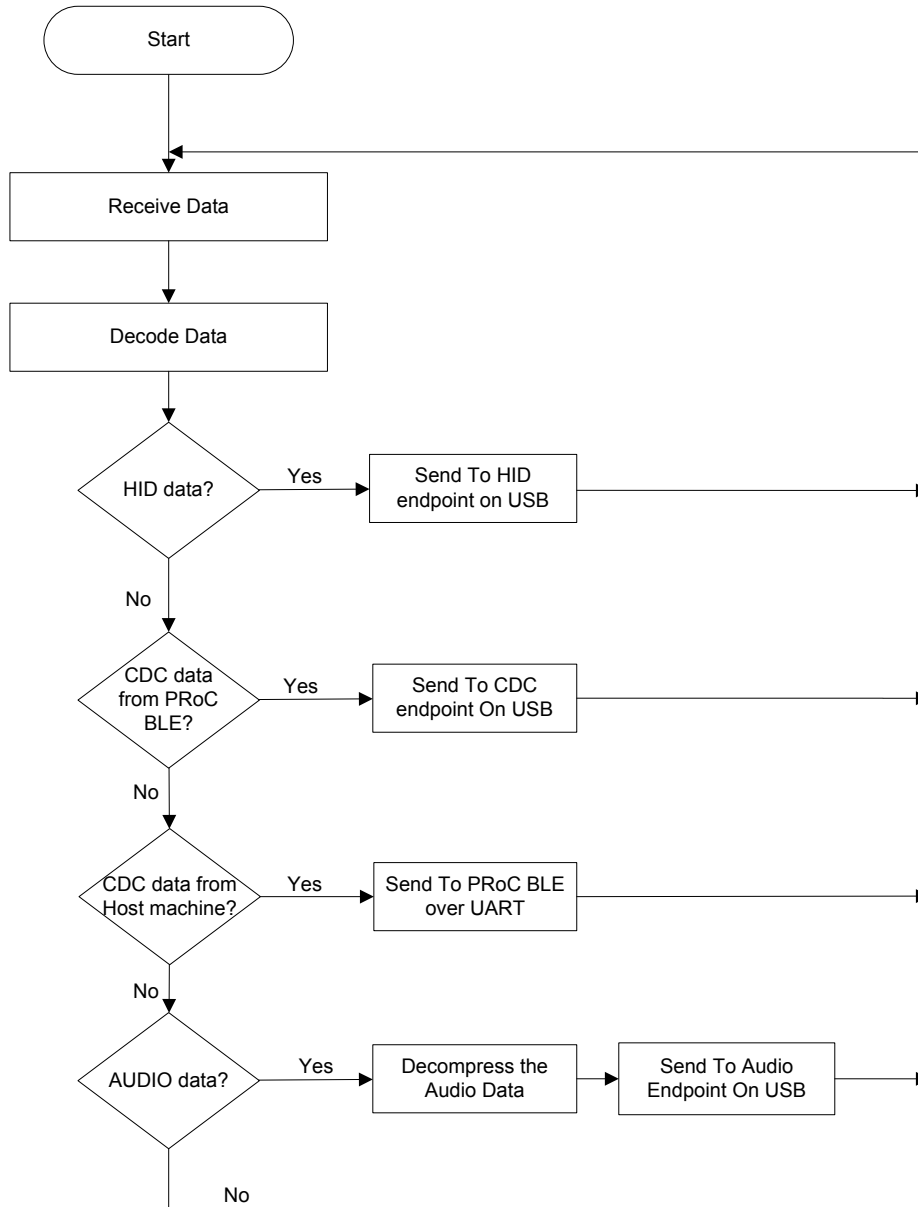 Start
Receive Data
Decode Data
HID data?
Yes
Send To HID
endpoint on USB
No
CDC data
from PRoC
BLE?
Yes
Send To CDC
endpoint On USB
No
CDC data from
Host machine?
Yes
Send To PRoC BLE
over UART
No
AUDIO data?
Yes
Decompress the
Audio Data
Send To Audio
Endpoint On USB
No